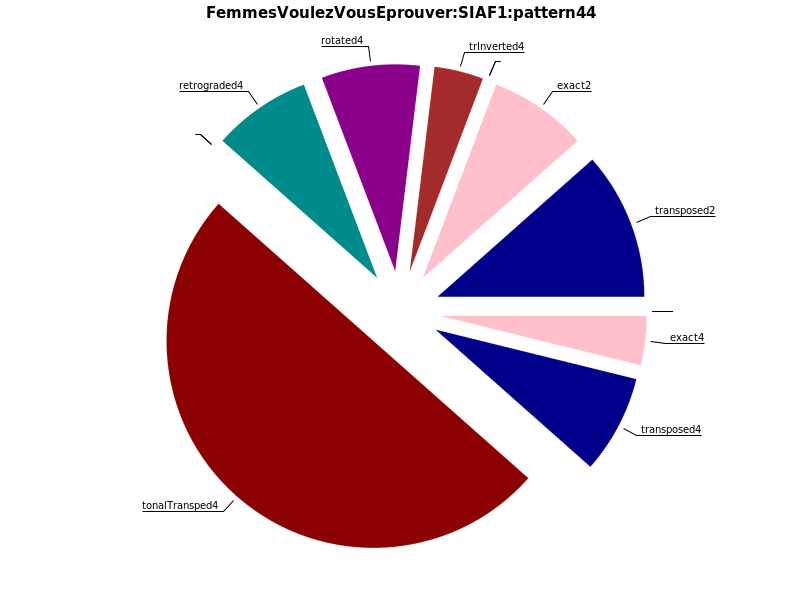 FemmesVoulezVousEprouver:SIAF1:pattern44
rotated4
trInverted4
retrograded4
exact2
transposed2
exact4
transposed4
tonalTransped4